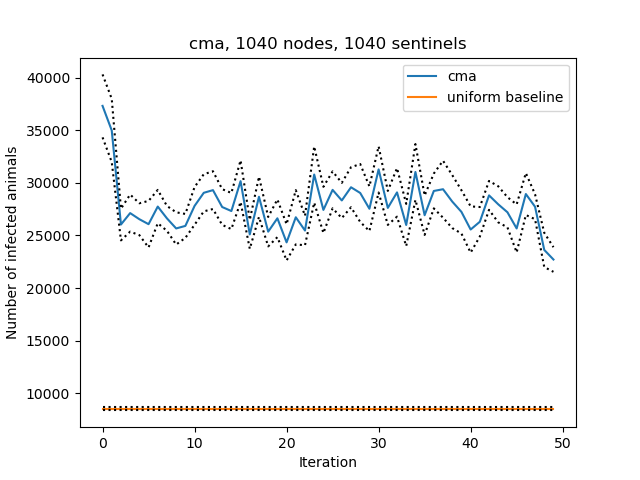 cma, 1040 nodes, 1040 sentinels
cma
uniform baseline
Number of infected animals
40000
35000
30000
25000
20000
15000
10000
0
10
20
30
40
50
Iteration